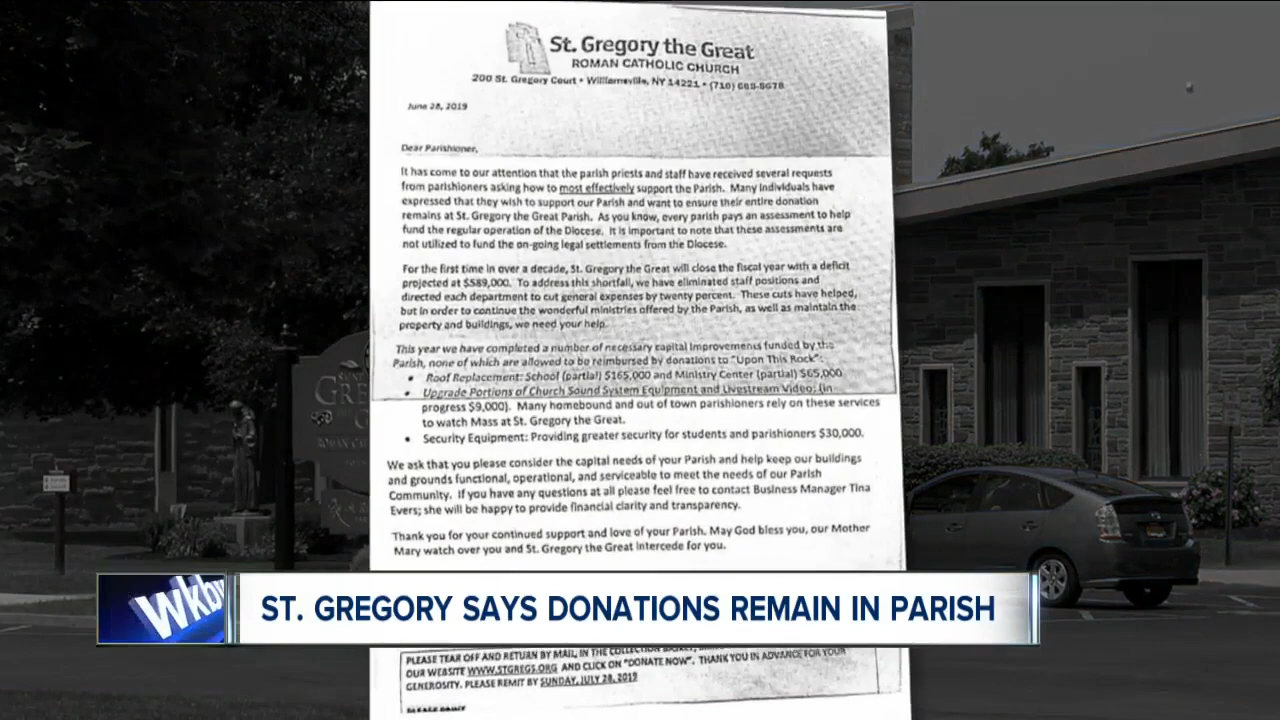 St. Gregory the Great
ROMAN CATHOLIC CHURCH
200 St. Gregory Court • Williamsville, NY 14221 • (716) 688-5678
June 28, 2019
Dear Parishioner,
It has come to our attention that the parish priests and staff have received several requests
from parishioners asking how to most effectively support the Parish. Many individuals have
expressed that they wish to support our Parish and want to ensure their entire donation
remains at St. Gregory the Great Parish. As you know, every parish pays an assessment to help
fund the regular operation of the Diocese. It is important to note that these assessments are
not utilized to fund the on-going legal settlements from the Diocese.
For the first time in over a decade, St. Gregory the Great will close the fiscal year with a deficit
projected at $589,000. To address this shortfall, we have eliminated staff positions and
directed each department to cut general expenses by twenty percent. These cuts have helped,
but in order to continue the wonderful ministries offered by the Parish, as well as maintain the
property and buildings, we need your help.
This year we have completed a number of necessary capital improvements funded by the
Parish, none of which are allowed to be reimbursed by donations to "Upon This Rock":
• Roof Replacement: School (partial) $165,000 and Ministry Center (partial) $65,000
• Upgrade Portions of Church Sound System Equipment and Livestream Video: (in
progress $9,000). Many homebound and out of town parishioners rely on these services
to watch Mass at St. Gregory the Great.
• Security Equipment: Providing greater security for students and parishioners $30,000.
We ask that you please consider the capital needs of your Parish and help keep our buildings
and grounds functional, operational, and serviceable to meet the needs of our Parish
Community. If you have any questions at all please feel free to contact Business Manager Tina
Evers; she will be happy to provide financial clarity and transparency.
Thank you for your continued support and love of your Parish. May God bless you, our Mother
Mary watch over you and St. Gregory the Great intercede for you.
wkbw
ST. GREGORY SAYS DONATIONS REMAIN IN PARISH
PLEASE TEAR OFF AND RETURN BY MAIL, IN THE COLLECTION BASKET,
OUR WEBSITE WWW.STGREGS.ORG AND CLICK ON "DONATE NOW". THANK YOU IN ADVANCE FOR YOUR
GENEROSITY. PLEASE REMIT BY SUNDAY, JULY 28, 2019